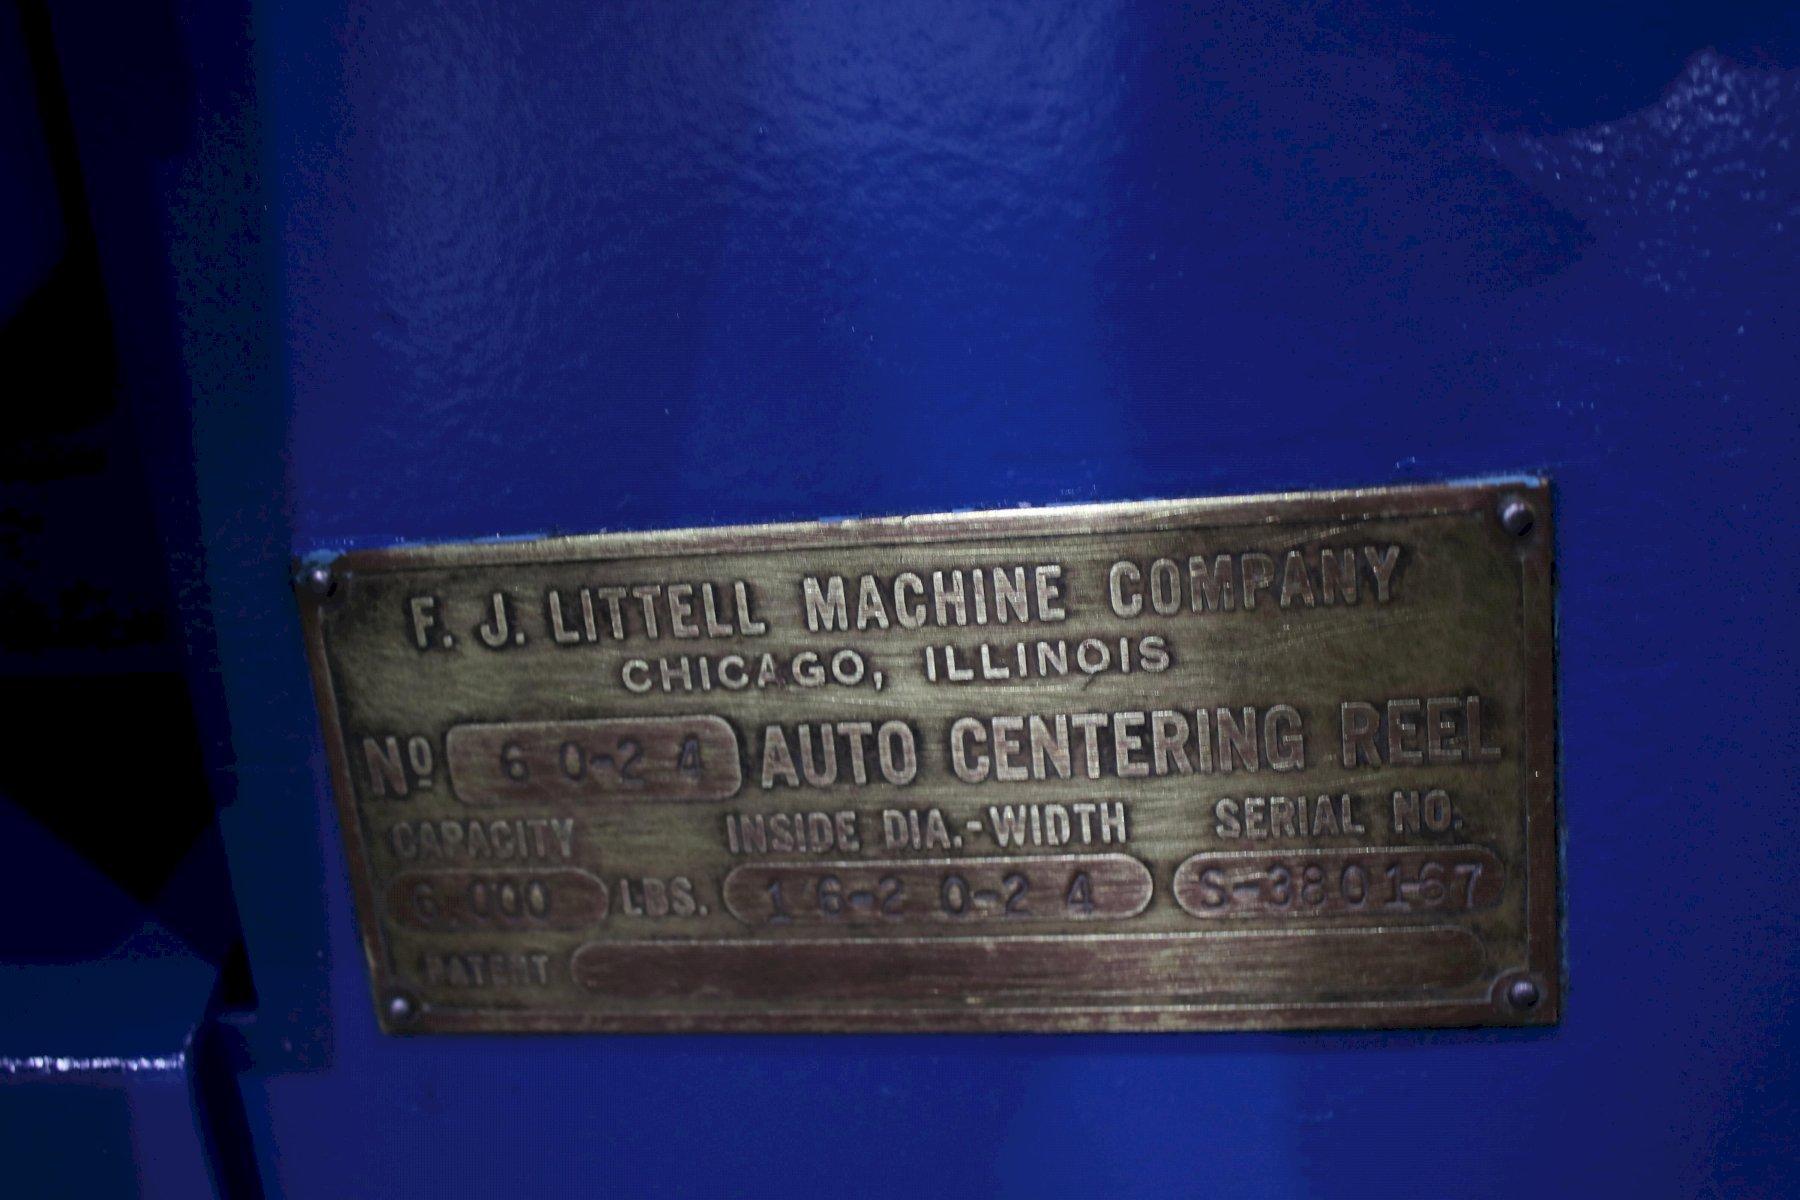 F. J. LITTELL MACHINE COMPANY
CHICAGO, ILLINOIS
Nº 60-24 AUTO CENTERING REEL
CAPACITY INSIDE DIA.-WIDTH SERIAL NO.
6,000 LBS. 16-20-24 S-380167
PATENT